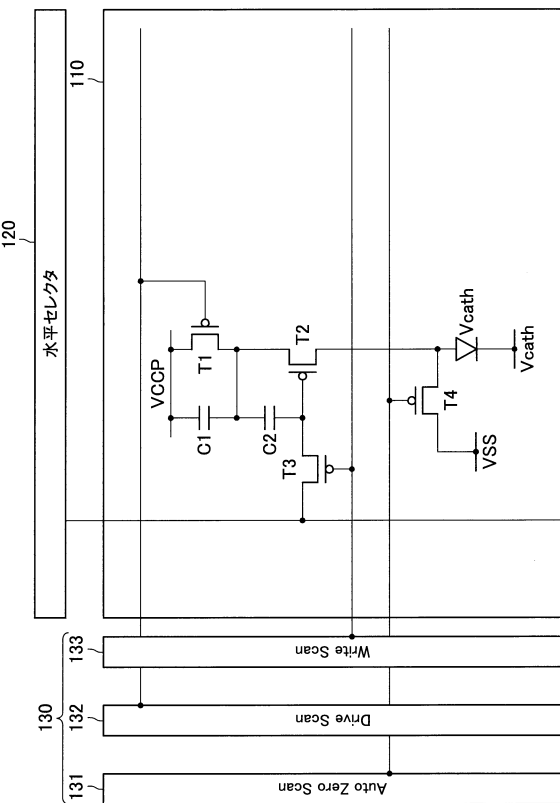 120
水平セレクタ
110
VCCP
T1
C1
T2
C2
T3
T4
Vcath
Vcath
VSS
130
133
Write Scan
132
Drive Scan
131
Auto Zero Scan